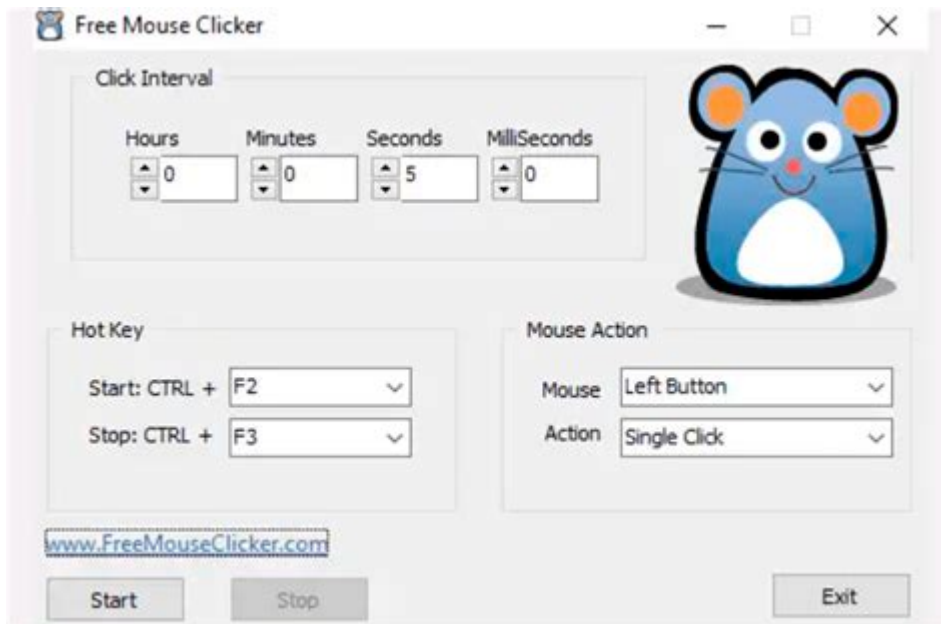 Free Mouse Clicker
Click Interval
Hours Minutes Seconds MilliSeconds
0 0 5 0
Hot Key
Start: CTRL + F2
Stop: CTRL + F3
Mouse Action
Mouse Left Button
Action Single Click
www.FreeMouseClicker.com
Start Stop Exit